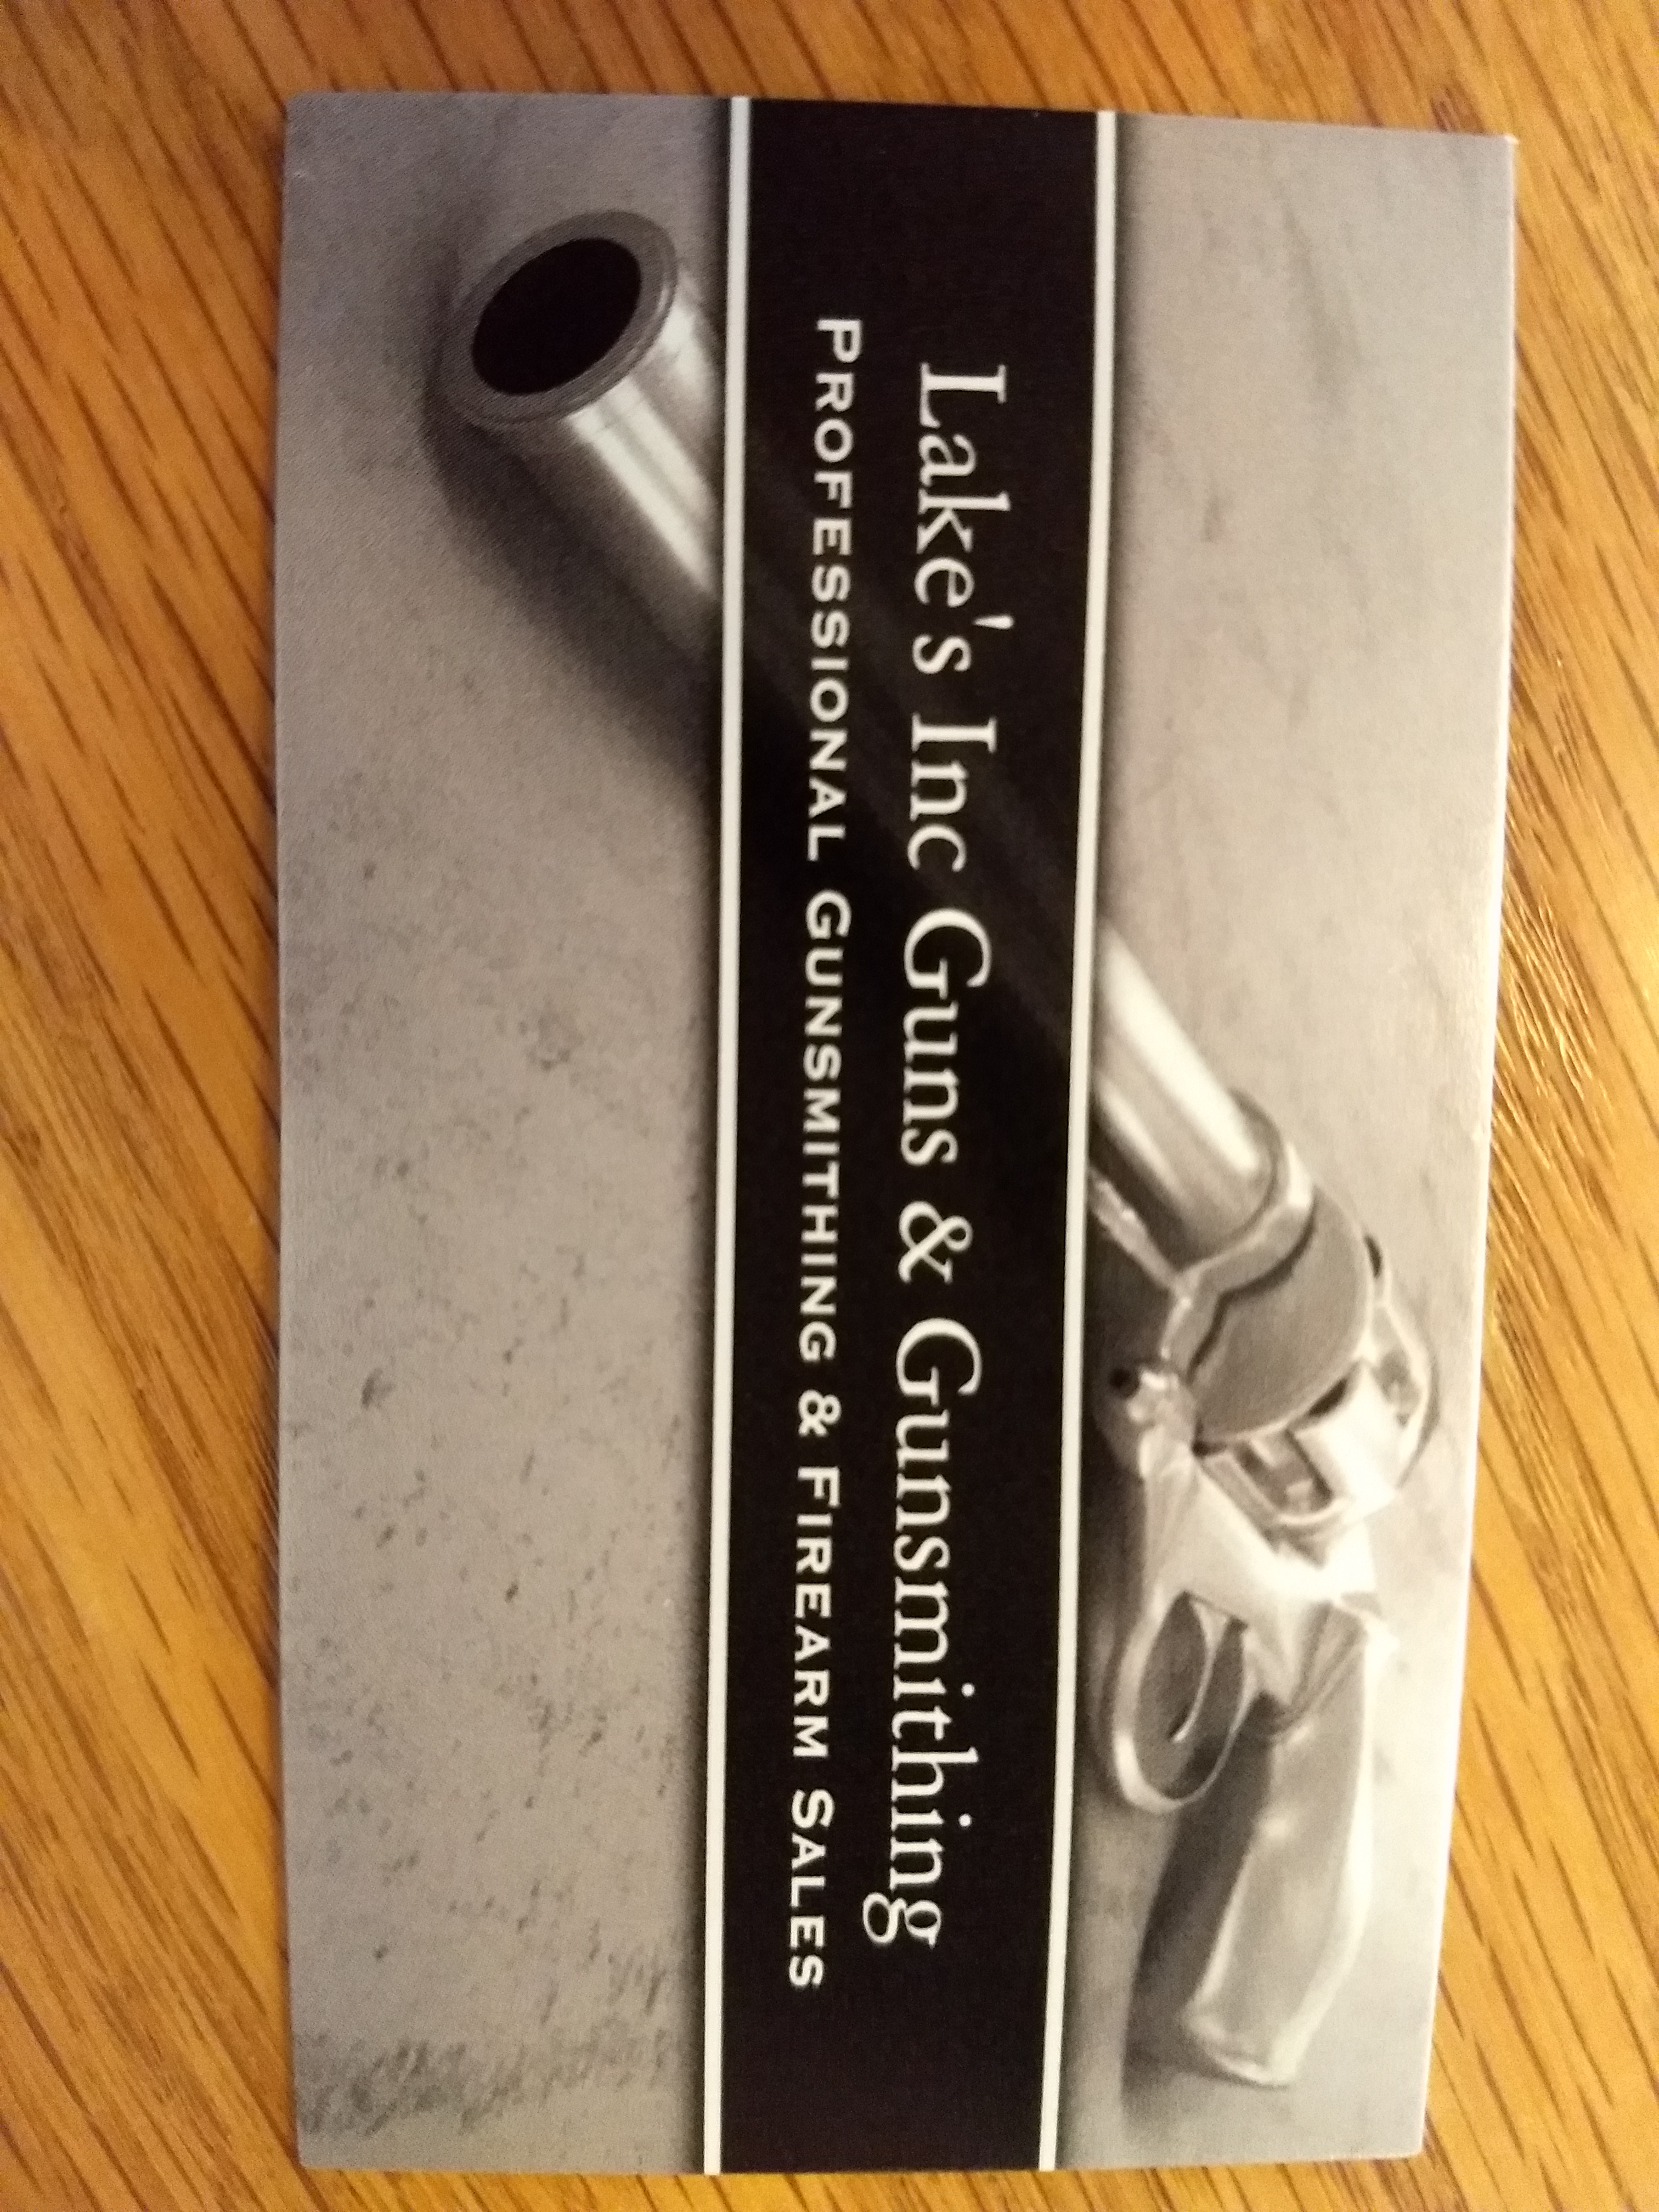 Lake's Inc Guns & Gunsmithing
PROFESSIONAL GUNSMITHING & FIREARM SALES